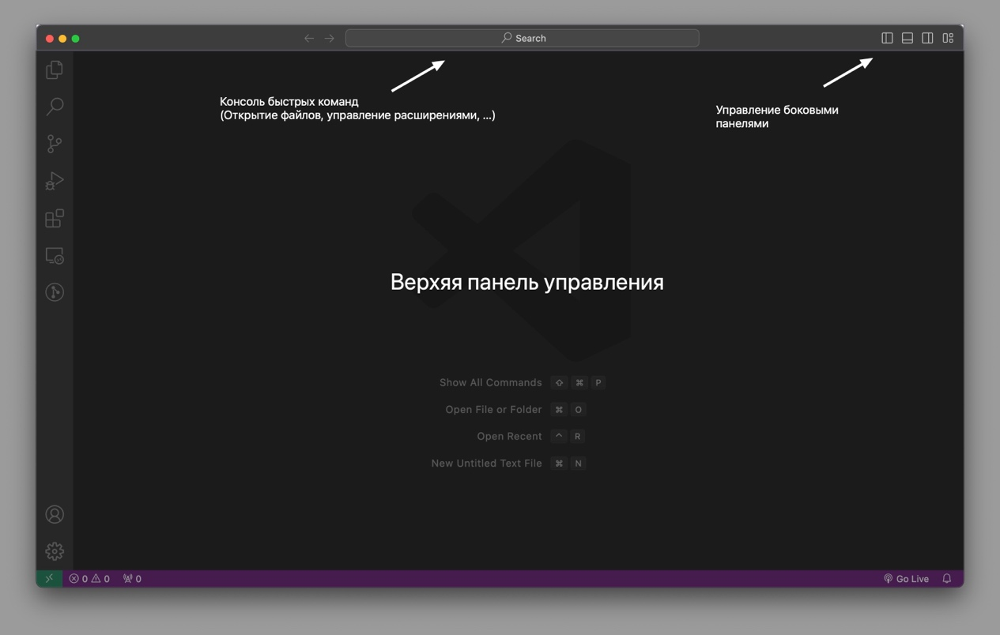 Search
Консоль быстрых команд
(Открытие файлов, управление расширениями, ...)
Управление боковыми
панелями
Верхняя панель управления
Show All Commands ⇧ ⌘ P
Open File or Folder ⌘ O
Open Recent ^ R
New Untitled Text File ⌘ N
0 0 0
Go Live